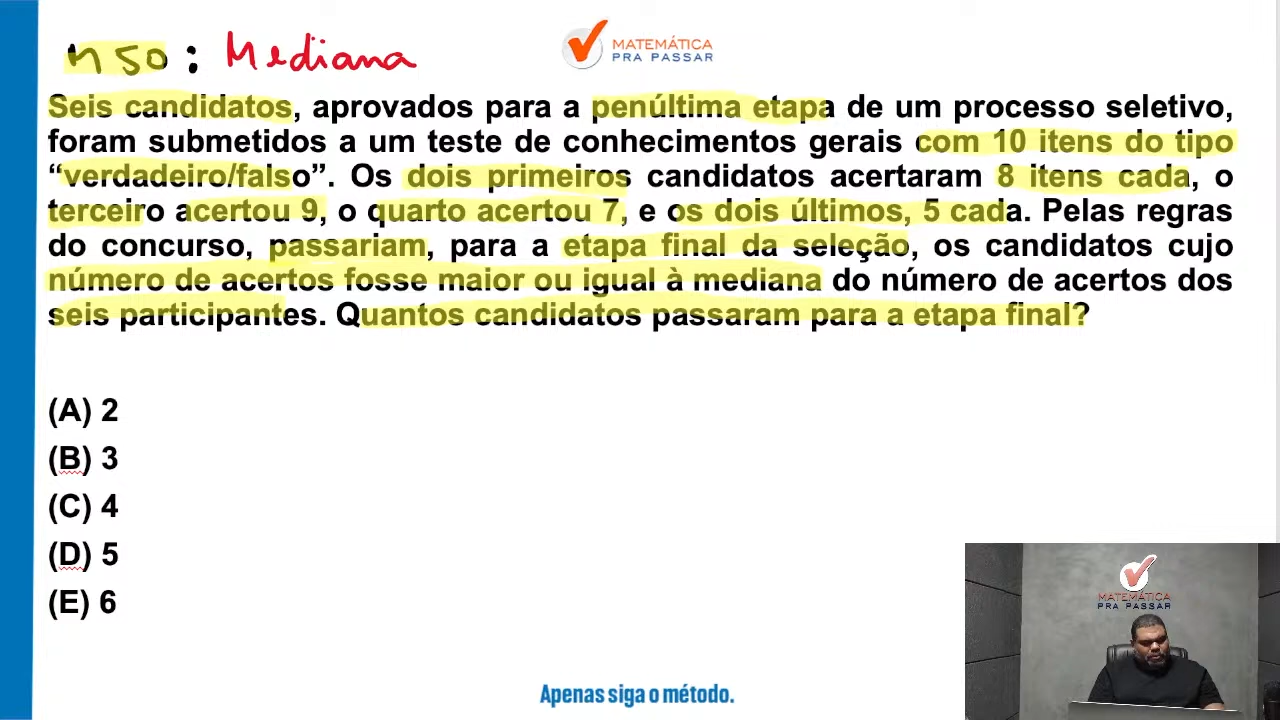 M50: Mediana
MATEMÁTICA
PRA PASSAR
Seis candidatos, aprovados para a penúltima etapa de um processo seletivo,
foram submetidos a um teste de conhecimentos gerais com 10 itens do tipo
“verdadeiro/falso”. Os dois primeiros candidatos acertaram 8 itens cada, o
terceiro acertou 9, o quarto acertou 7, e os dois últimos, 5 cada. Pelas regras
do concurso, passariam, para a etapa final da seleção, os candidatos cujo
número de acertos fosse maior ou igual à mediana do número de acertos dos
seis participantes. Quantos candidatos passaram para a etapa final?
(A) 2
(B) 3
(C) 4
(D) 5
(E) 6
MATEMÁTICA
PRA PASSAR
Apenas siga o método.